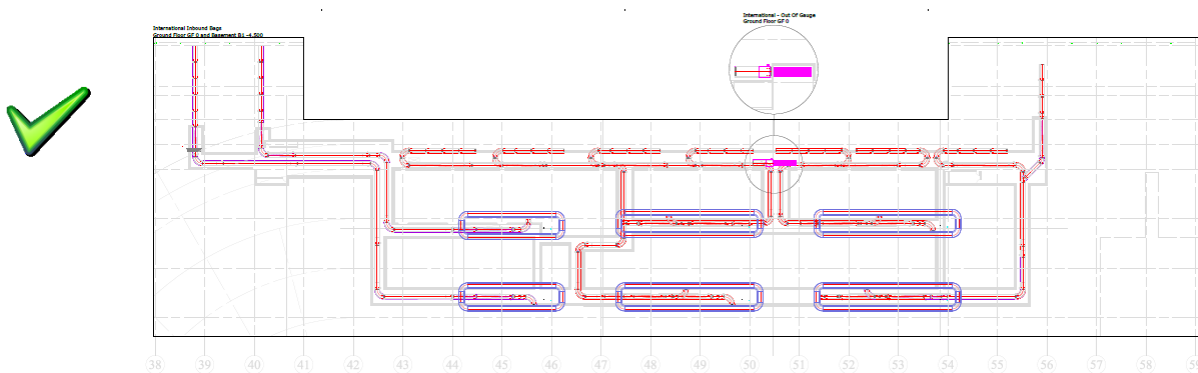 International - Out Of Gauge
Ground Floor GF 0
International Inbound Bags
Ground Floor GF 0 and Basement B1 -4.500
38 39 40 41 42 43 44 45 46 47 48 49 50 51 52 53 54 55 56 57 58 59